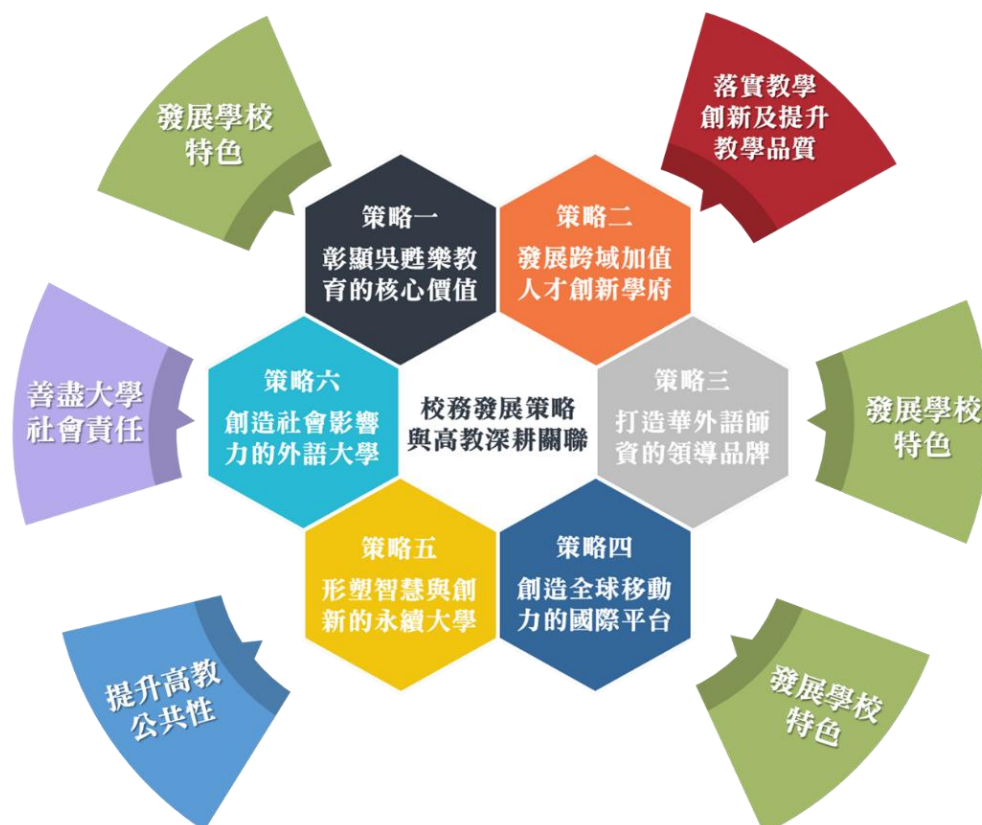 發展學校
特色
落實教學
創新及提升
教學品質
策略一
彰顯吳甦樂教
育的核心價值
策略二
發展跨域加值
人才創新學府
善盡大學
社會責任
策略六
創造社會影響
力的外語大學
校務發展策略
與高教深耕關聯
策略三
打造華外語師
資的領導品牌
發展學校
特色
策略五
形塑智慧與創
新的永續大學
策略四
創造全球移動
力的國際平台
提升高教
公共性
發展學校
特色